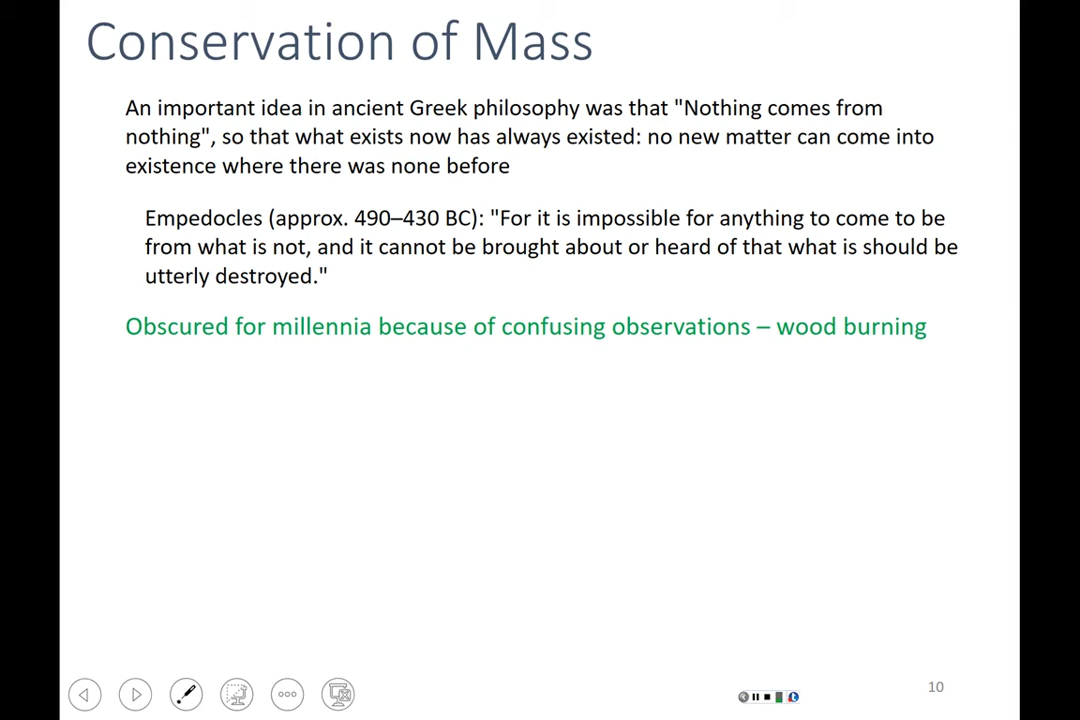 Conservation of Mass
An important idea in ancient Greek philosophy was that "Nothing comes from
nothing", so that what exists now has always existed: no new matter can come into
existence where there was none before
Empedocles (approx. 490–430 BC): "For it is impossible for anything to come to be
from what is not, and it cannot be brought about or heard of that what is should be
utterly destroyed."
Obscured for millennia because of confusing observations – wood burning
10